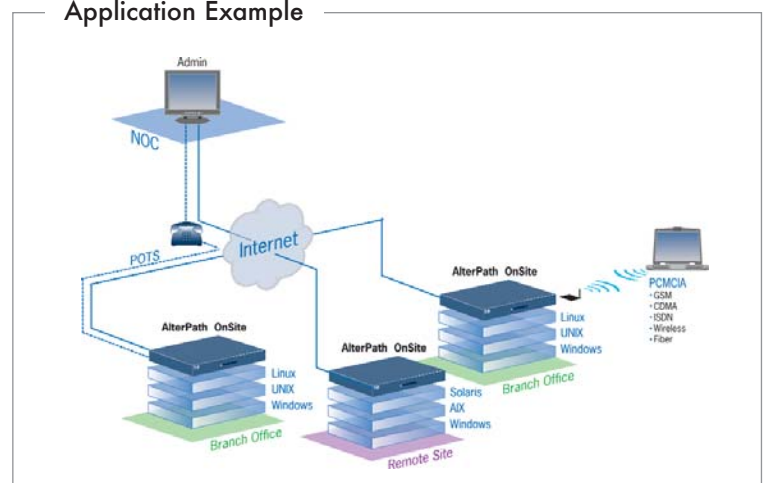 Application Example
Admin
NOC
POTS
Internet
AlterPath OnSite
Linux
UNIX
Windows
Branch Office
AlterPath OnSite
Solaris
AIX
Windows
Remote Site
AlterPath OnSite
Linux
UNIX
Windows
Branch Office
PCMCIA
• GSM
• CDMA
• ISDN
• Wireless
• Fiber